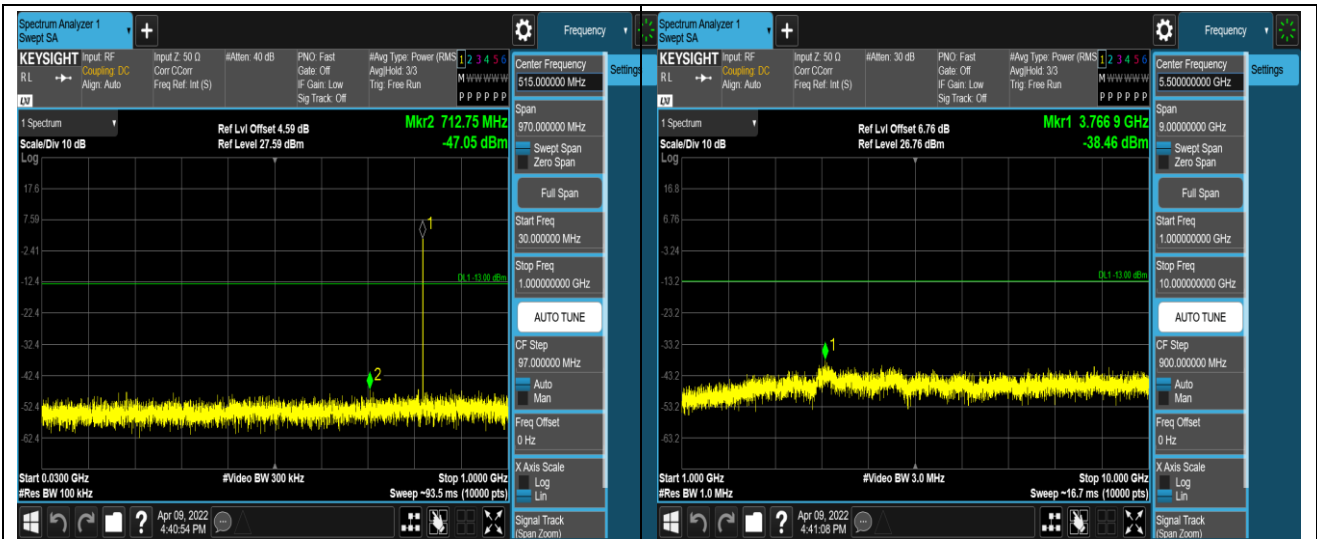 Spectrum Analyzer 1
Swept SA
+
Frequency
KEYSIGHT
RL
LXI
Input: RF
Coupling: DC
Align: Auto
Input Z: 50 Ω
Corr CCorr
Freq Ref: Int (S)
#Atten: 40 dB
PNO: Fast
Gate: Off
IF Gain: Low
Sig Track: Off
#Avg Type: Power (RMS
Avg|Hold: 3/3
Trig: Free Run
1 2 3 4 5 6
M W W W W W
P P P P P P
Center Frequency
515.000000 MHz
Settings
1 Spectrum
Scale/Div 10 dB
Log
Ref Lvl Offset 4.59 dB
Ref Level 27.59 dBm
Mkr2 712.75 MHz
-47.05 dBm
Span
970.000000 MHz
Swept Span
Zero Span
Full Span
Start Freq
30.000000 MHz
Stop Freq
1.000000000 GHz
AUTO TUNE
CF Step
97.000000 MHz
Auto
Man
Freq Offset
0 Hz
X Axis Scale
Log
Lin
Signal Track
(Span Zoom)
17.6
7.59
-2.41
-12.4
-22.4
-32.4
-42.4
-52.4
-62.4
1
DL1 -13.00 dBm
2
Start 0.0300 GHz
#Res BW 100 kHz
#Video BW 300 kHz
Stop 1.0000 GHz
Sweep ~93.5 ms (10000 pts)
?
Apr 09, 2022
4:40:54 PM
Spectrum Analyzer 1
Swept SA
+
Frequency
KEYSIGHT
RL
LXI
Input: RF
Coupling: DC
Align: Auto
Input Z: 50 Ω
Corr CCorr
Freq Ref: Int (S)
#Atten: 30 dB
PNO: Fast
Gate: Off
IF Gain: Low
Sig Track: Off
#Avg Type: Power (RMS
Avg|Hold: 3/3
Trig: Free Run
1 2 3 4 5 6
M W W W W W
P P P P P P
Center Frequency
5.500000000 GHz
Settings
1 Spectrum
Scale/Div 10 dB
Log
Ref Lvl Offset 6.76 dB
Ref Level 26.76 dBm
Mkr1 3.766 9 GHz
-38.46 dBm
Span
9.00000000 GHz
Swept Span
Zero Span
Full Span
Start Freq
1.000000000 GHz
Stop Freq
10.000000000 GHz
AUTO TUNE
CF Step
900.000000 MHz
Auto
Man
Freq Offset
0 Hz
X Axis Scale
Log
Lin
Signal Track
(Span Zoom)
16.8
6.76
-3.24
-13.2
-23.2
-33.2
-43.2
-53.2
-63.2
DL1 -13.00 dBm
1
Start 1.000 GHz
#Res BW 1.0 MHz
#Video BW 3.0 MHz
Stop 10.000 GHz
Sweep ~16.7 ms (10000 pts)
?
Apr 09, 2022
4:41:08 PM